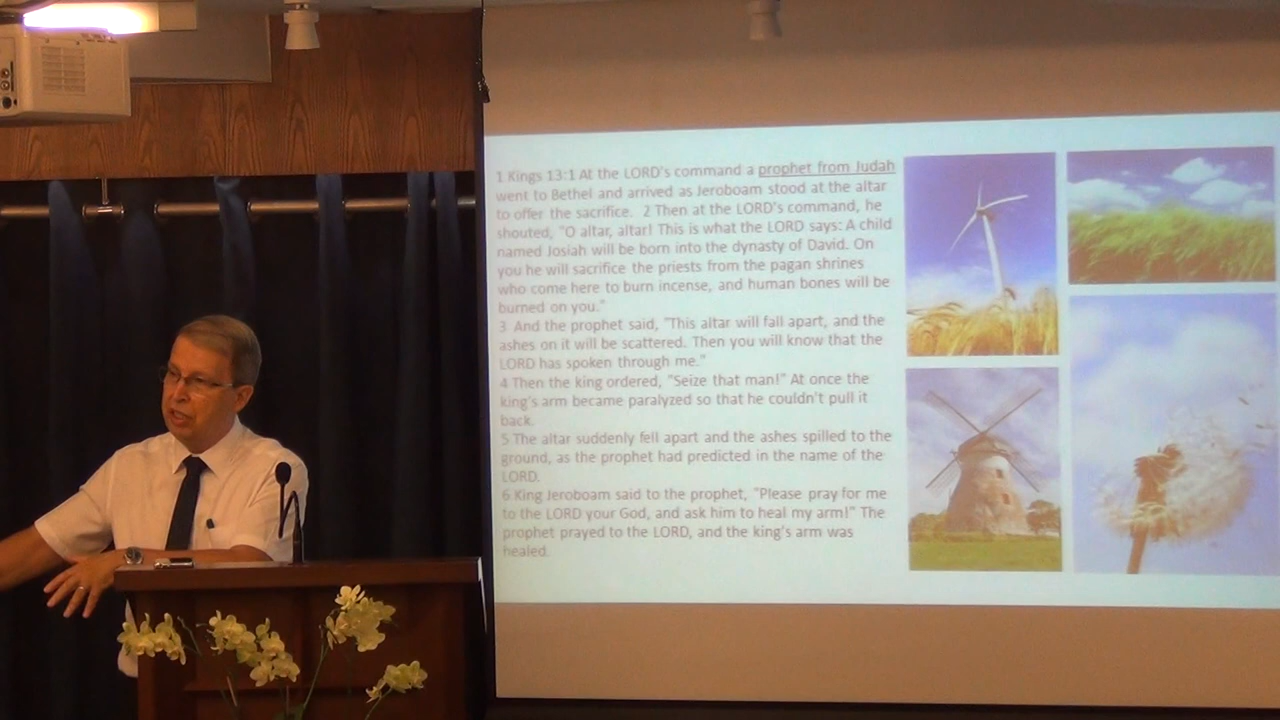 1 Kings 13:1 At the LORD's command a prophet from Judah
went to Bethel and arrived as Jeroboam stood at the altar
to offer the sacrifice.  2 Then at the LORD's command, he
shouted, "O altar, altar! This is what the LORD says: A child
named Josiah will be born into the dynasty of David. On
you he will sacrifice the priests from the pagan shrines
who come here to burn incense, and human bones will be
burned on you."
3  And the prophet said, "This altar will fall apart, and the
ashes on it will be scattered. Then you will know that the
LORD has spoken through me."
4 Then the king ordered, "Seize that man!" At once the
king's arm became paralyzed so that he couldn't pull it
back.
5 The altar suddenly fell apart and the ashes spilled to the
ground, as the prophet had predicted in the name of the
LORD.
6 King Jeroboam said to the prophet, "Please pray for me
to the LORD your God, and ask him to heal my arm!" The
prophet prayed to the LORD, and the king's arm was
healed.